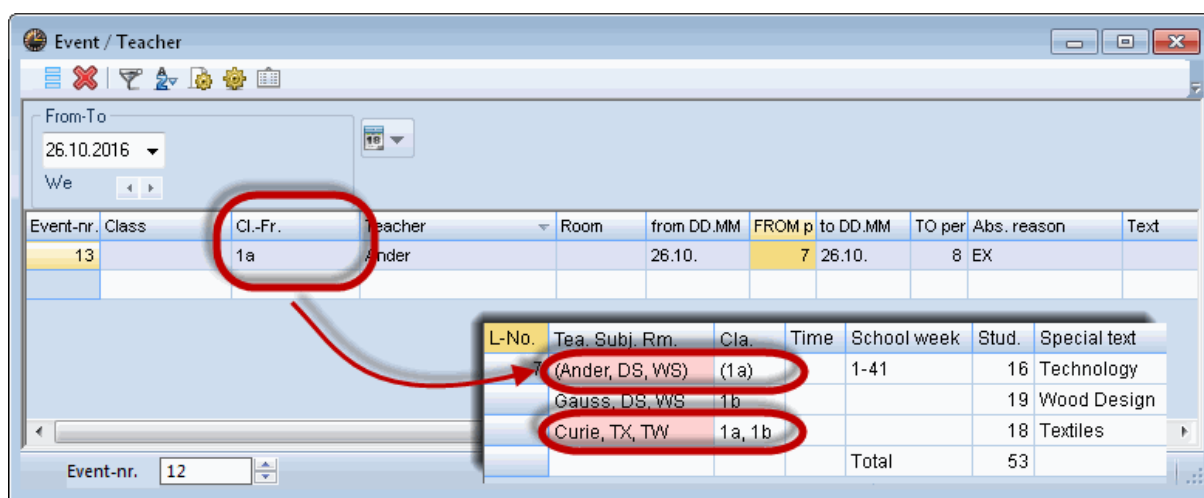 Event / Teacher
From-To
26.10.2016
18
We
Event-nr. Class Cl.-Fr. Teacher Room from DD.MM FROM p to DD.MM TO per Abs. reason Text
13 1a Ander 26.10. 7 26.10. 8 EX
L-No. Tea. Subj. Rm. Cla. Time School week Stud. Special text
7 (Ander, DS, WS) (1a) 1-41 16 Technology
Gauss, DS, WS 1b 19 Wood Design
Curie, TX, TW 1a, 1b 18 Textiles
Total 53
Event-nr. 12